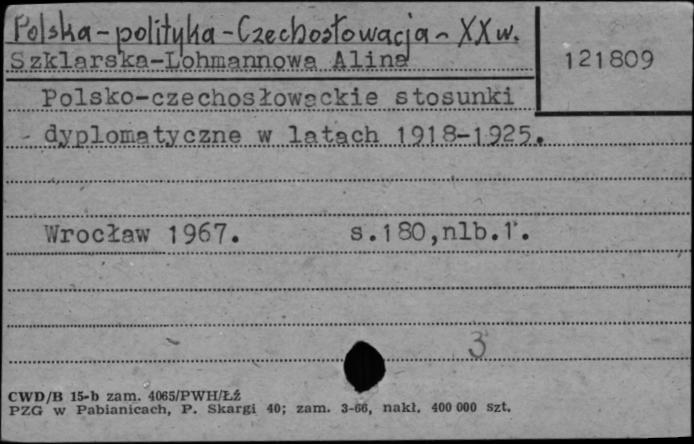 Polska-polityka-Czechosłowacja-XXw.
Szklarska-Lohmannowa Alina
121809
Polsko-czechosłowackie stosunki
dyplomatyczne w latach 1918-1925.
Wrocław 1967. s.180,nlb.1.
3
CWD/B 15-b zam. 4065/PWH/Łź
PZG w Pabianicach, P. Skargi 40; zam. 3-66, nakł. 400 000 szt.